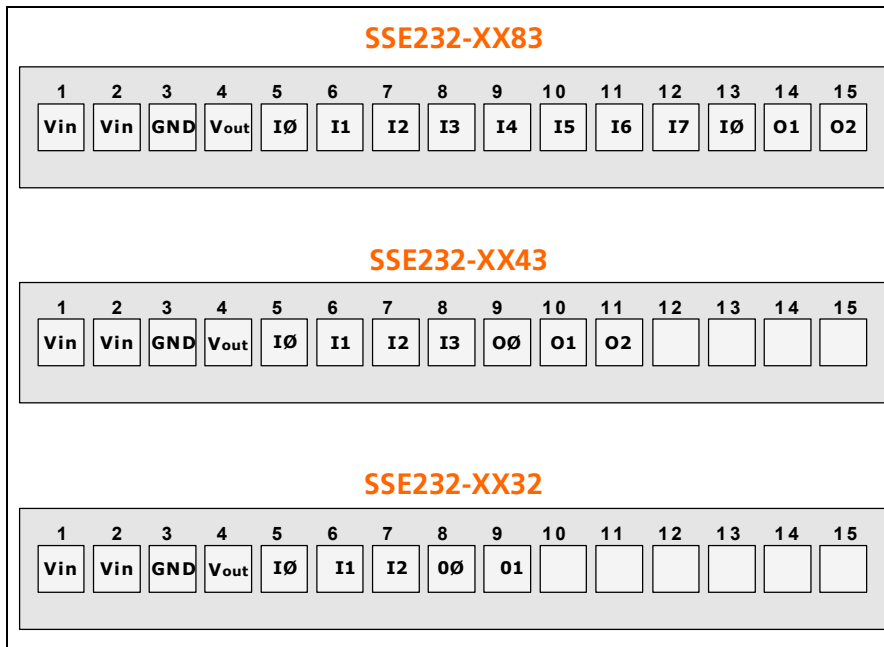 SSE232-XX83
1 2 3 4 5 6 7 8 9 10 11 12 13 14 15
Vin Vin GND Vout IØ I1 I2 I3 I4 I5 I6 I7 IØ O1 O2
SSE232-XX43
1 2 3 4 5 6 7 8 9 10 11 12 13 14 15
Vin Vin GND Vout IØ I1 I2 I3 OØ O1 O2
SSE232-XX32
1 2 3 4 5 6 7 8 9 10 11 12 13 14 15
Vin Vin GND Vout IØ I1 I2 0Ø 01